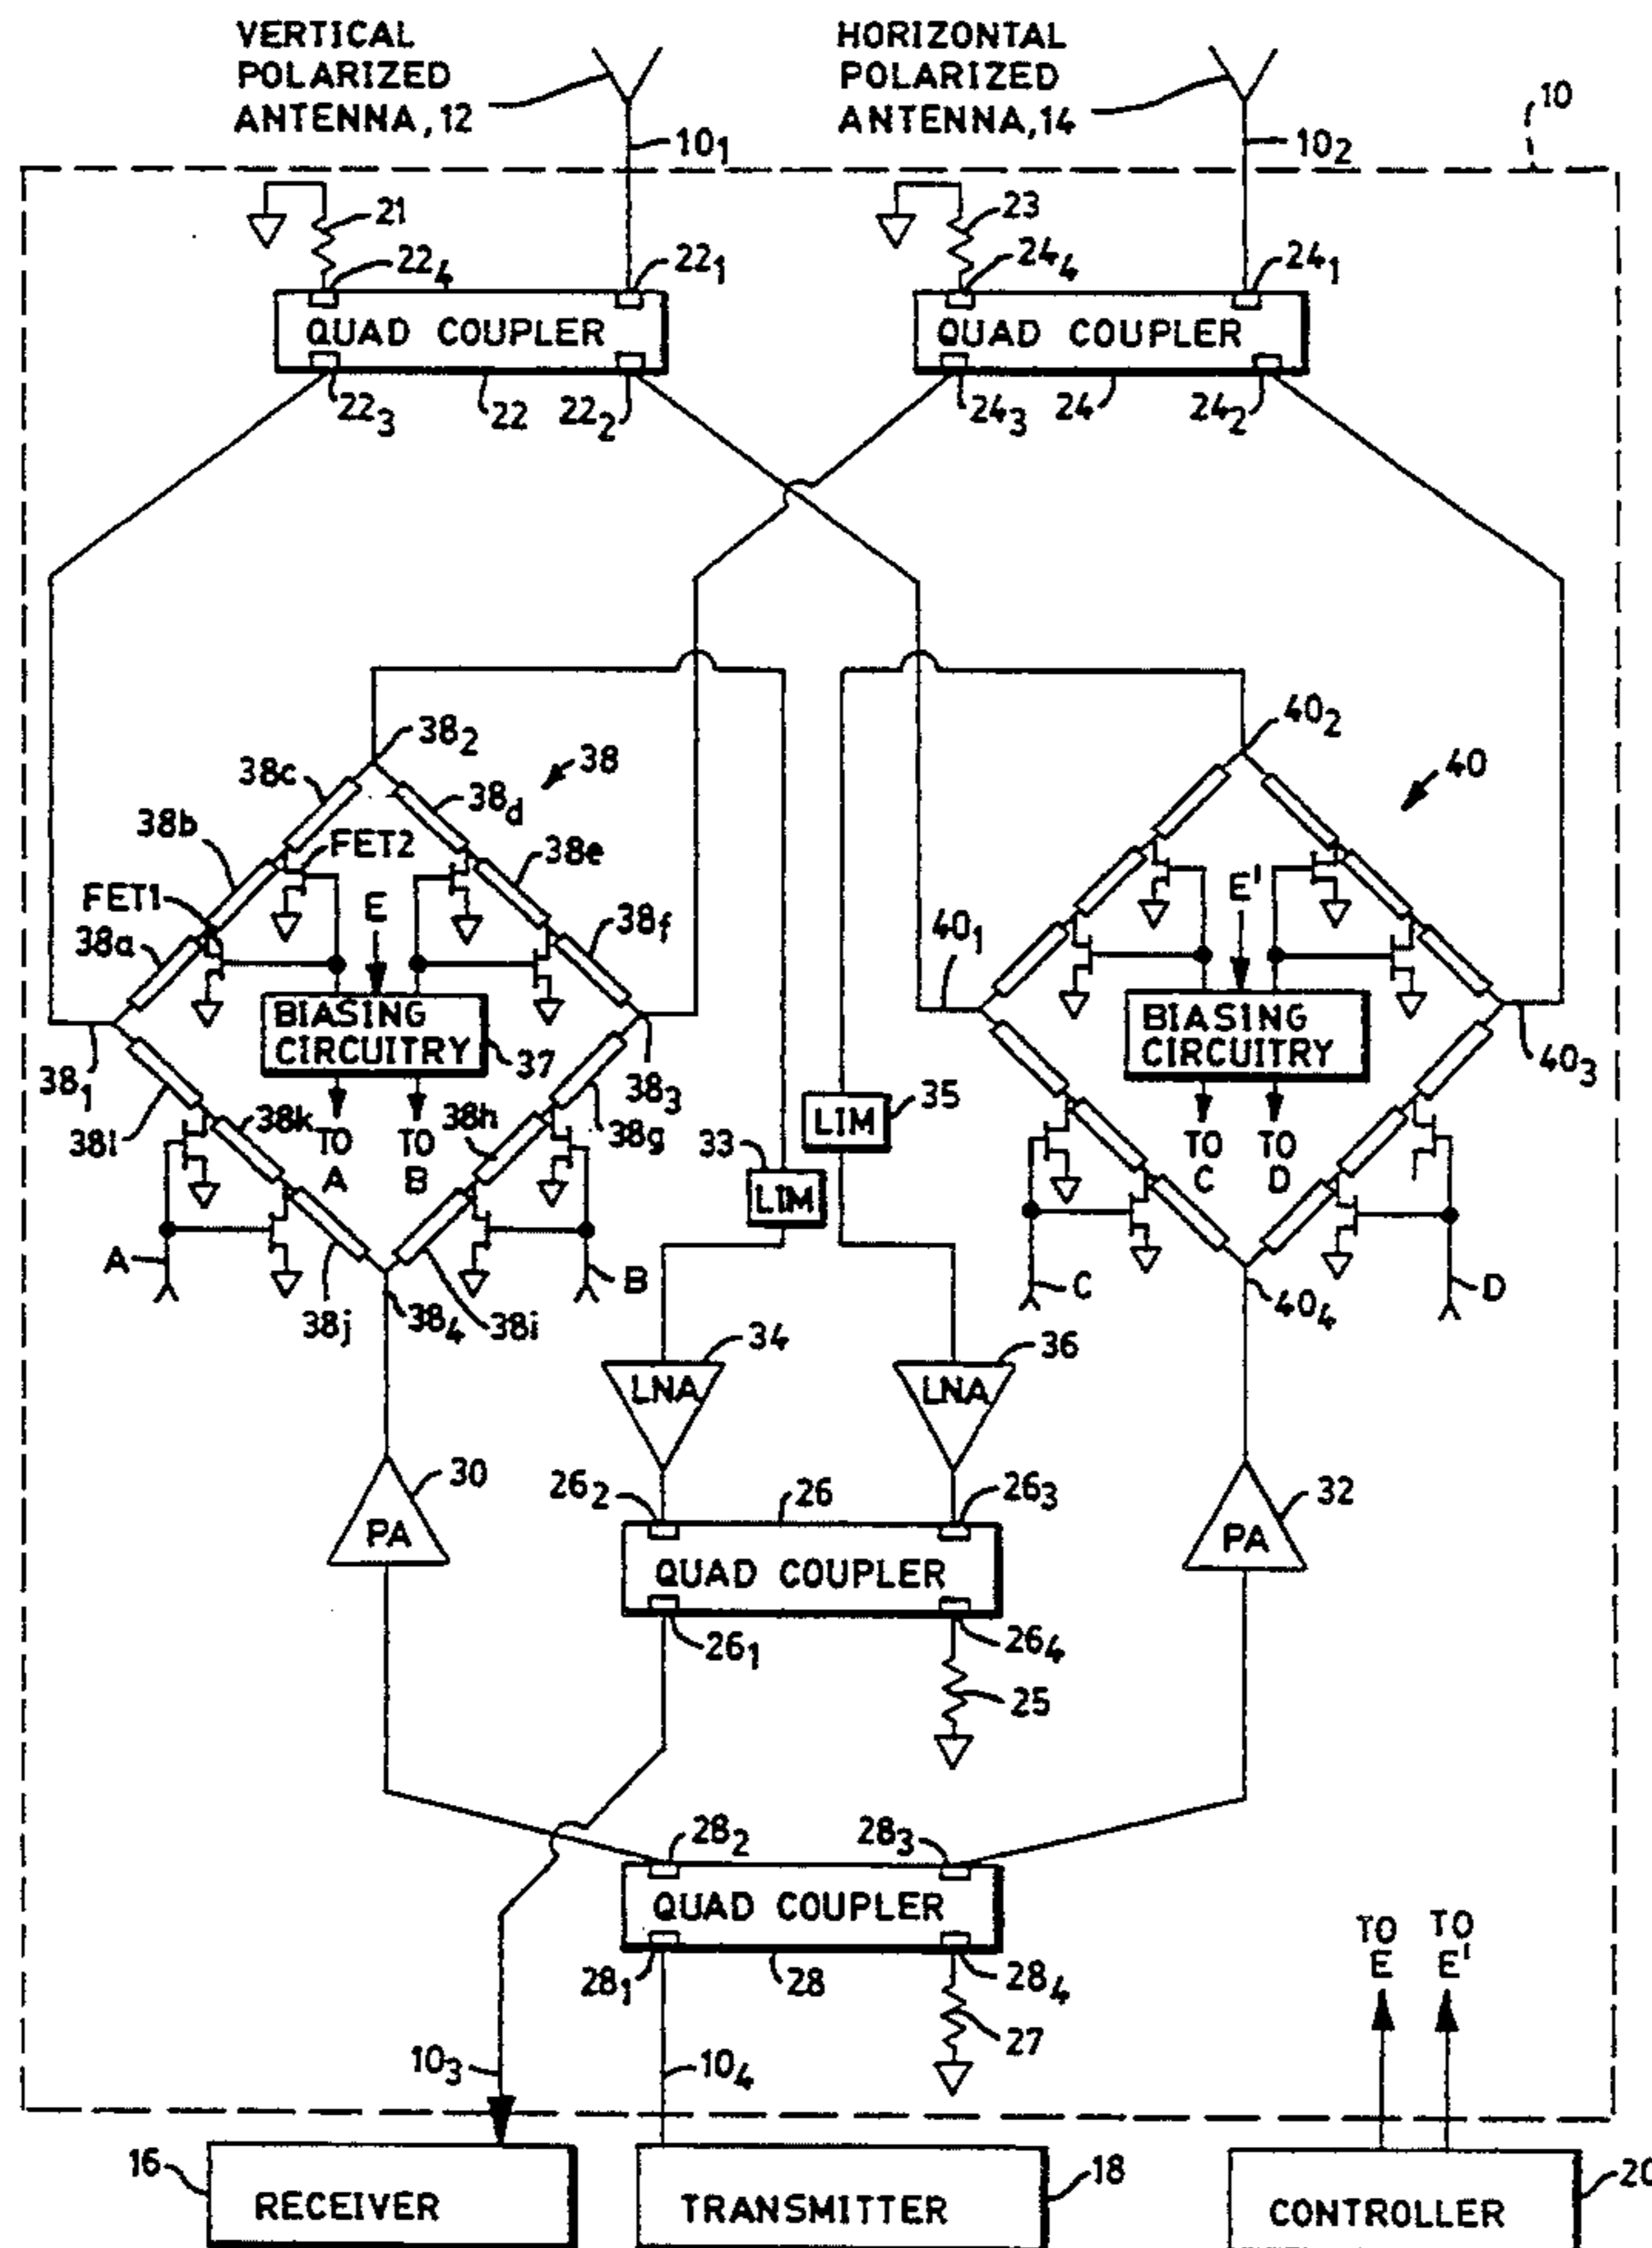 VERTICAL
POLARIZED
ANTENNA, 12
HORIZONTAL
POLARIZED
ANTENNA, 14
10
10₁
10₂
21
22₄
22₁
23
24₄
24₁
QUAD COUPLER
QUAD COUPLER
22₃
22
22₂
24₃
24
24₂
38₂
38
40₂
40
38c
38d
38b
FET2
38e
FET1
E
38f
38a
E'
40₁
BIASING
CIRCUITRY
37
BIASING
CIRCUITRY
38₁
38₃
40₃
38l
38k
TO
A
TO
B
38h
38g
33
LIM
35
LIM
TO
C
TO
D
A
B
C
D
38j
38₄
38i
40₄
34
LNA
36
LNA
30
PA
32
PA
26₂
26
26₃
QUAD COUPLER
26₁
26₄
25
28₂
28₃
QUAD COUPLER
28₁
28
28₄
27
TO
E
TO
E'
10₃
10₄
16
RECEIVER
18
TRANSMITTER
20
CONTROLLER